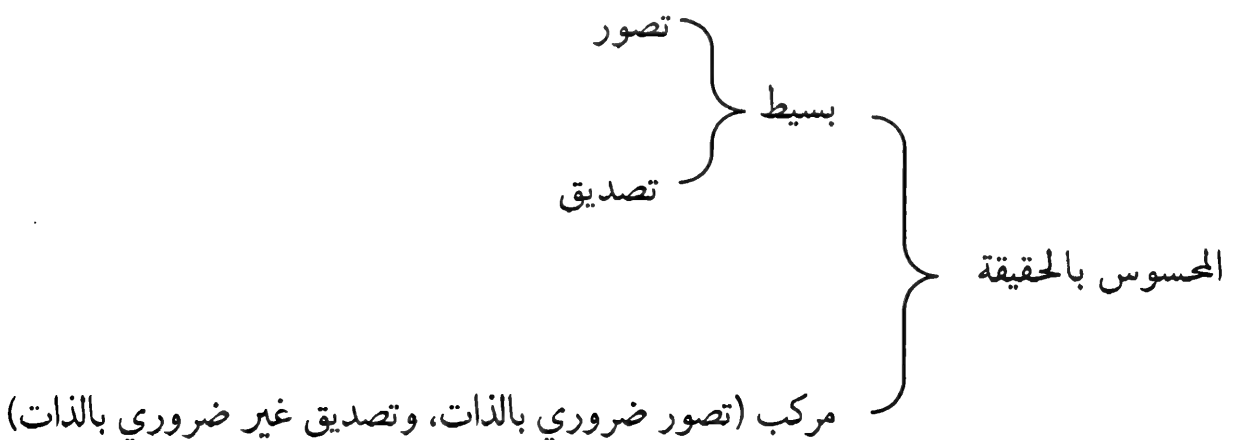 تصور
بسيط
تصديق
المحسوس بالحقيقة
مركب (تصور ضروري بالذات، وتصديق غير ضروري بالذات)